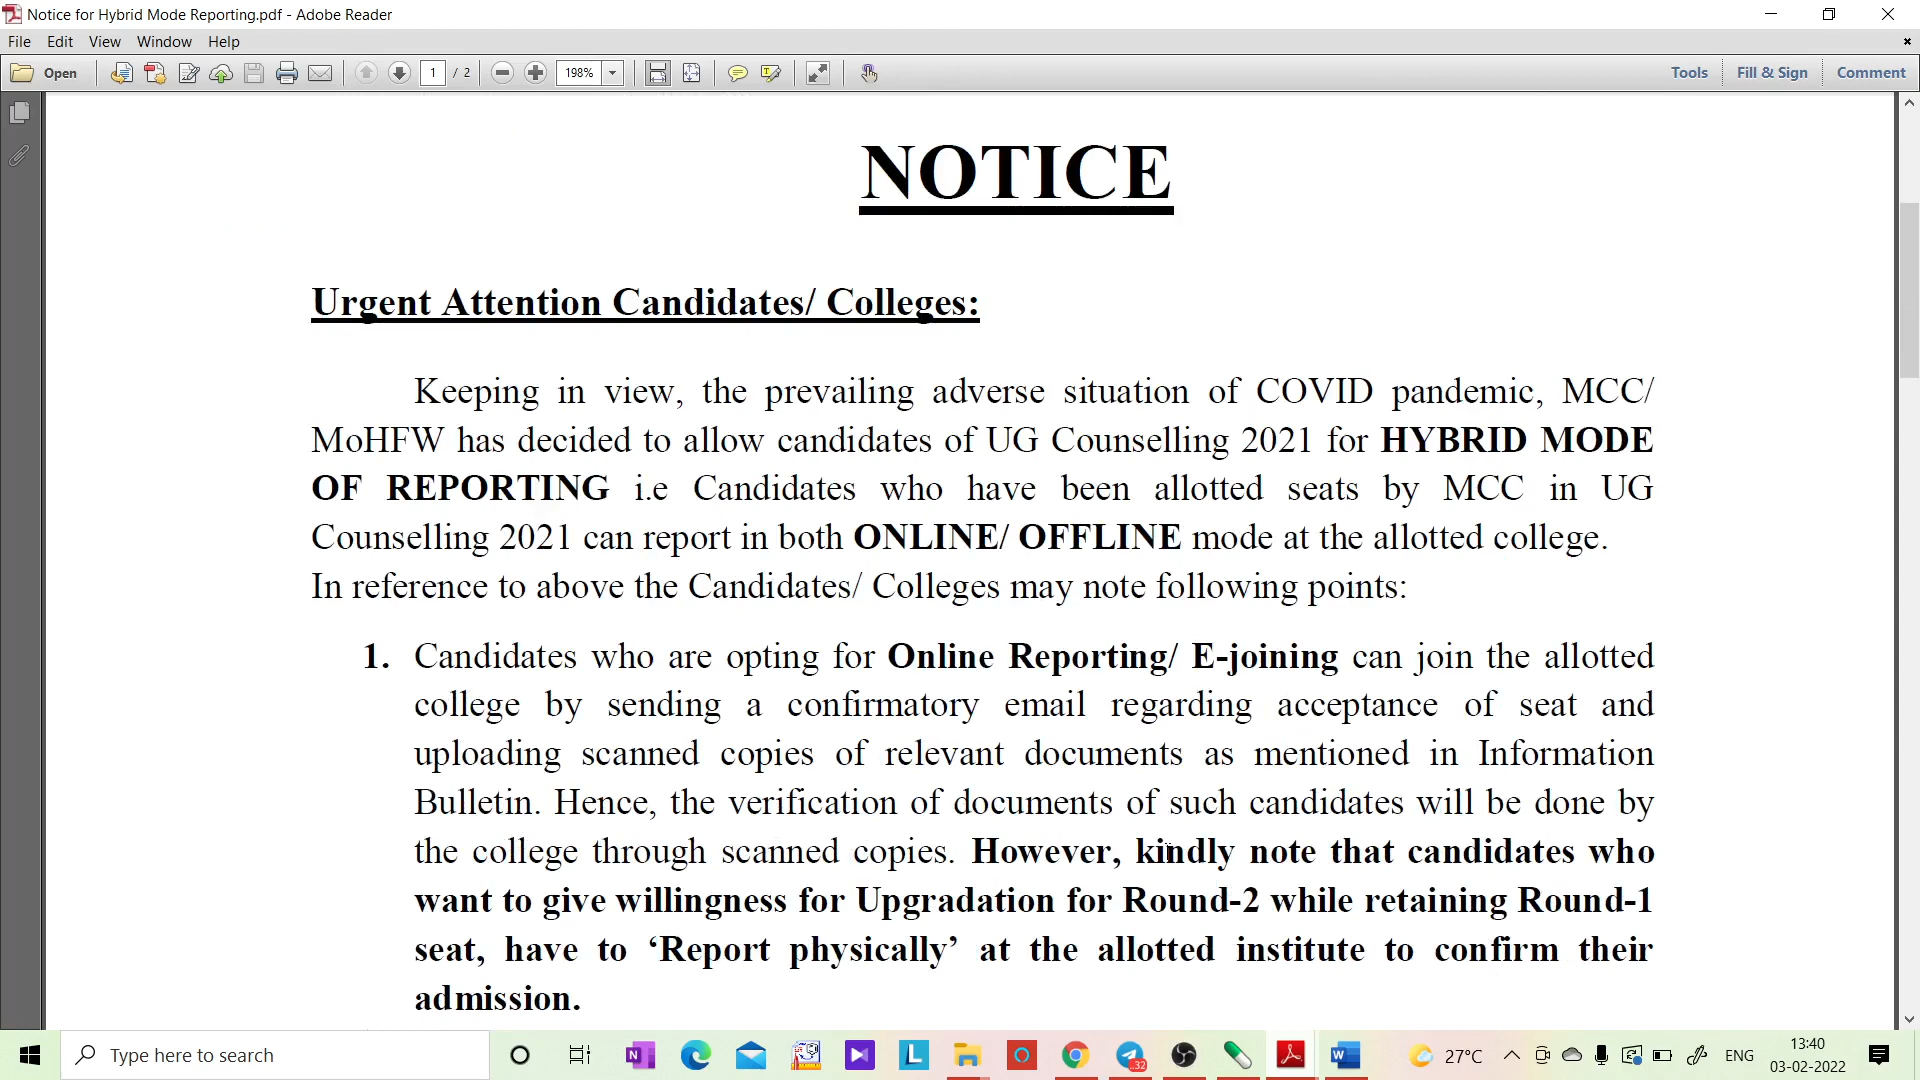 Notice for Hybrid Mode Reporting.pdf - Adobe Reader
File Edit View Window Help
Open 1 / 2 198% Tools Fill & Sign Comment
NOTICE
Urgent Attention Candidates/ Colleges:
Keeping in view, the prevailing adverse situation of COVID pandemic, MCC/
MoHFW has decided to allow candidates of UG Counselling 2021 for HYBRID MODE
OF REPORTING i.e Candidates who have been allotted seats by MCC in UG
Counselling 2021 can report in both ONLINE/ OFFLINE mode at the allotted college.
In reference to above the Candidates/ Colleges may note following points:
1. Candidates who are opting for Online Reporting/ E-joining can join the allotted
college by sending a confirmatory email regarding acceptance of seat and
uploading scanned copies of relevant documents as mentioned in Information
Bulletin. Hence, the verification of documents of such candidates will be done by
the college through scanned copies. However, kindly note that candidates who
want to give willingness for Upgradation for Round-2 while retaining Round-1
seat, have to ‘Report physically’ at the allotted institute to confirm their
admission.
Type here to search 27°C ENG 13:40
03-02-2022